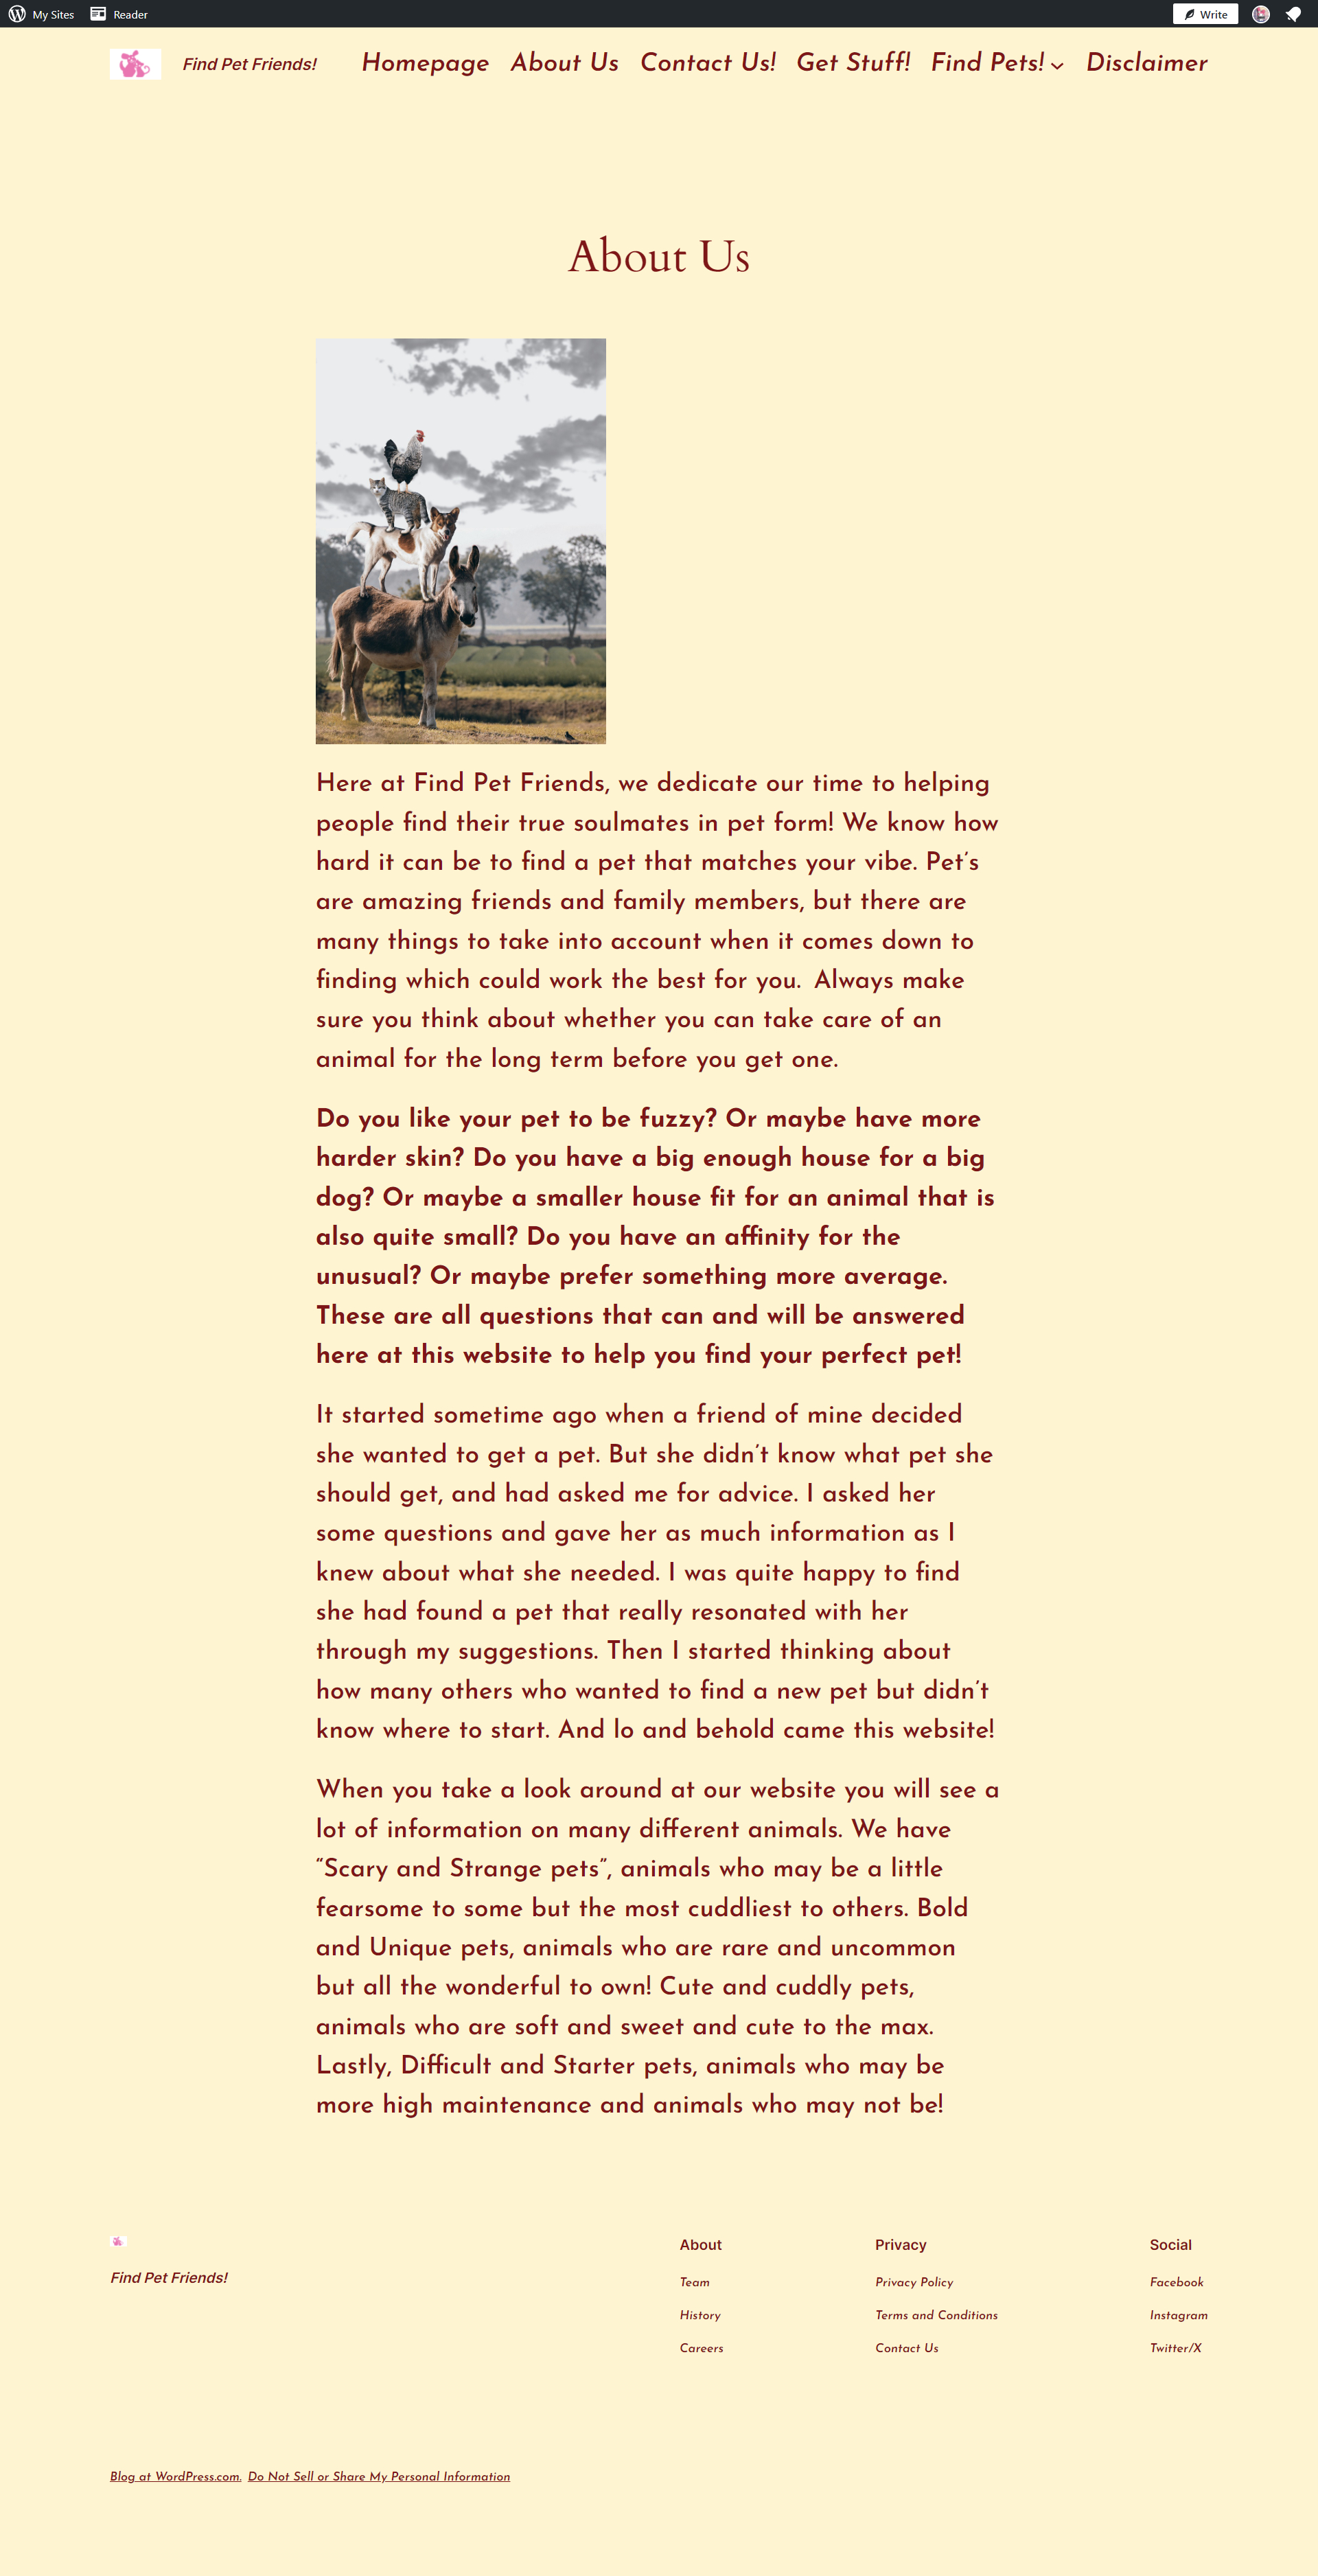 My Sites Reader Write
Find Pet Friends! Homepage About Us Contact Us! Get Stuff! Find Pets! Disclaimer
About Us
Here at Find Pet Friends, we dedicate our time to helping
people find their true soulmates in pet form! We know how
hard it can be to find a pet that matches your vibe. Pet’s
are amazing friends and family members, but there are
many things to take into account when it comes down to
finding which could work the best for you.  Always make
sure you think about whether you can take care of an
animal for the long term before you get one.
Do you like your pet to be fuzzy? Or maybe have more
harder skin? Do you have a big enough house for a big
dog? Or maybe a smaller house fit for an animal that is
also quite small? Do you have an affinity for the
unusual? Or maybe prefer something more average.
These are all questions that can and will be answered
here at this website to help you find your perfect pet!
It started sometime ago when a friend of mine decided
she wanted to get a pet. But she didn’t know what pet she
should get, and had asked me for advice. I asked her
some questions and gave her as much information as I
knew about what she needed. I was quite happy to find
she had found a pet that really resonated with her
through my suggestions. Then I started thinking about
how many others who wanted to find a new pet but didn’t
know where to start. And lo and behold came this website!
When you take a look around at our website you will see a
lot of information on many different animals. We have
“Scary and Strange pets”, animals who may be a little
fearsome to some but the most cuddliest to others. Bold
and Unique pets, animals who are rare and uncommon
but all the wonderful to own! Cute and cuddly pets,
animals who are soft and sweet and cute to the max.
Lastly, Difficult and Starter pets, animals who may be
more high maintenance and animals who may not be!
Find Pet Friends!
About
Team
History
Careers
Privacy
Privacy Policy
Terms and Conditions
Contact Us
Social
Facebook
Instagram
Twitter/X
Blog at WordPress.com. Do Not Sell or Share My Personal Information